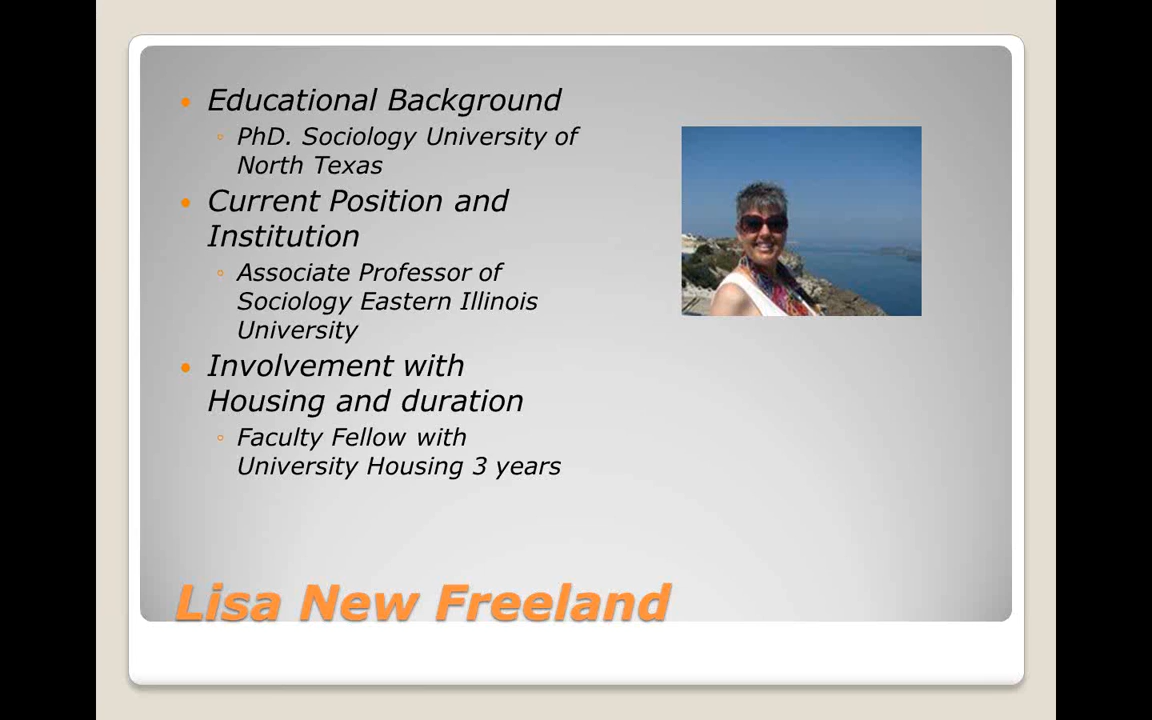 Educational Background
PhD. Sociology University of
North Texas
Current Position and
Institution
Associate Professor of
Sociology Eastern Illinois
University
Involvement with
Housing and duration
Faculty Fellow with
University Housing 3 years
Lisa New Freeland